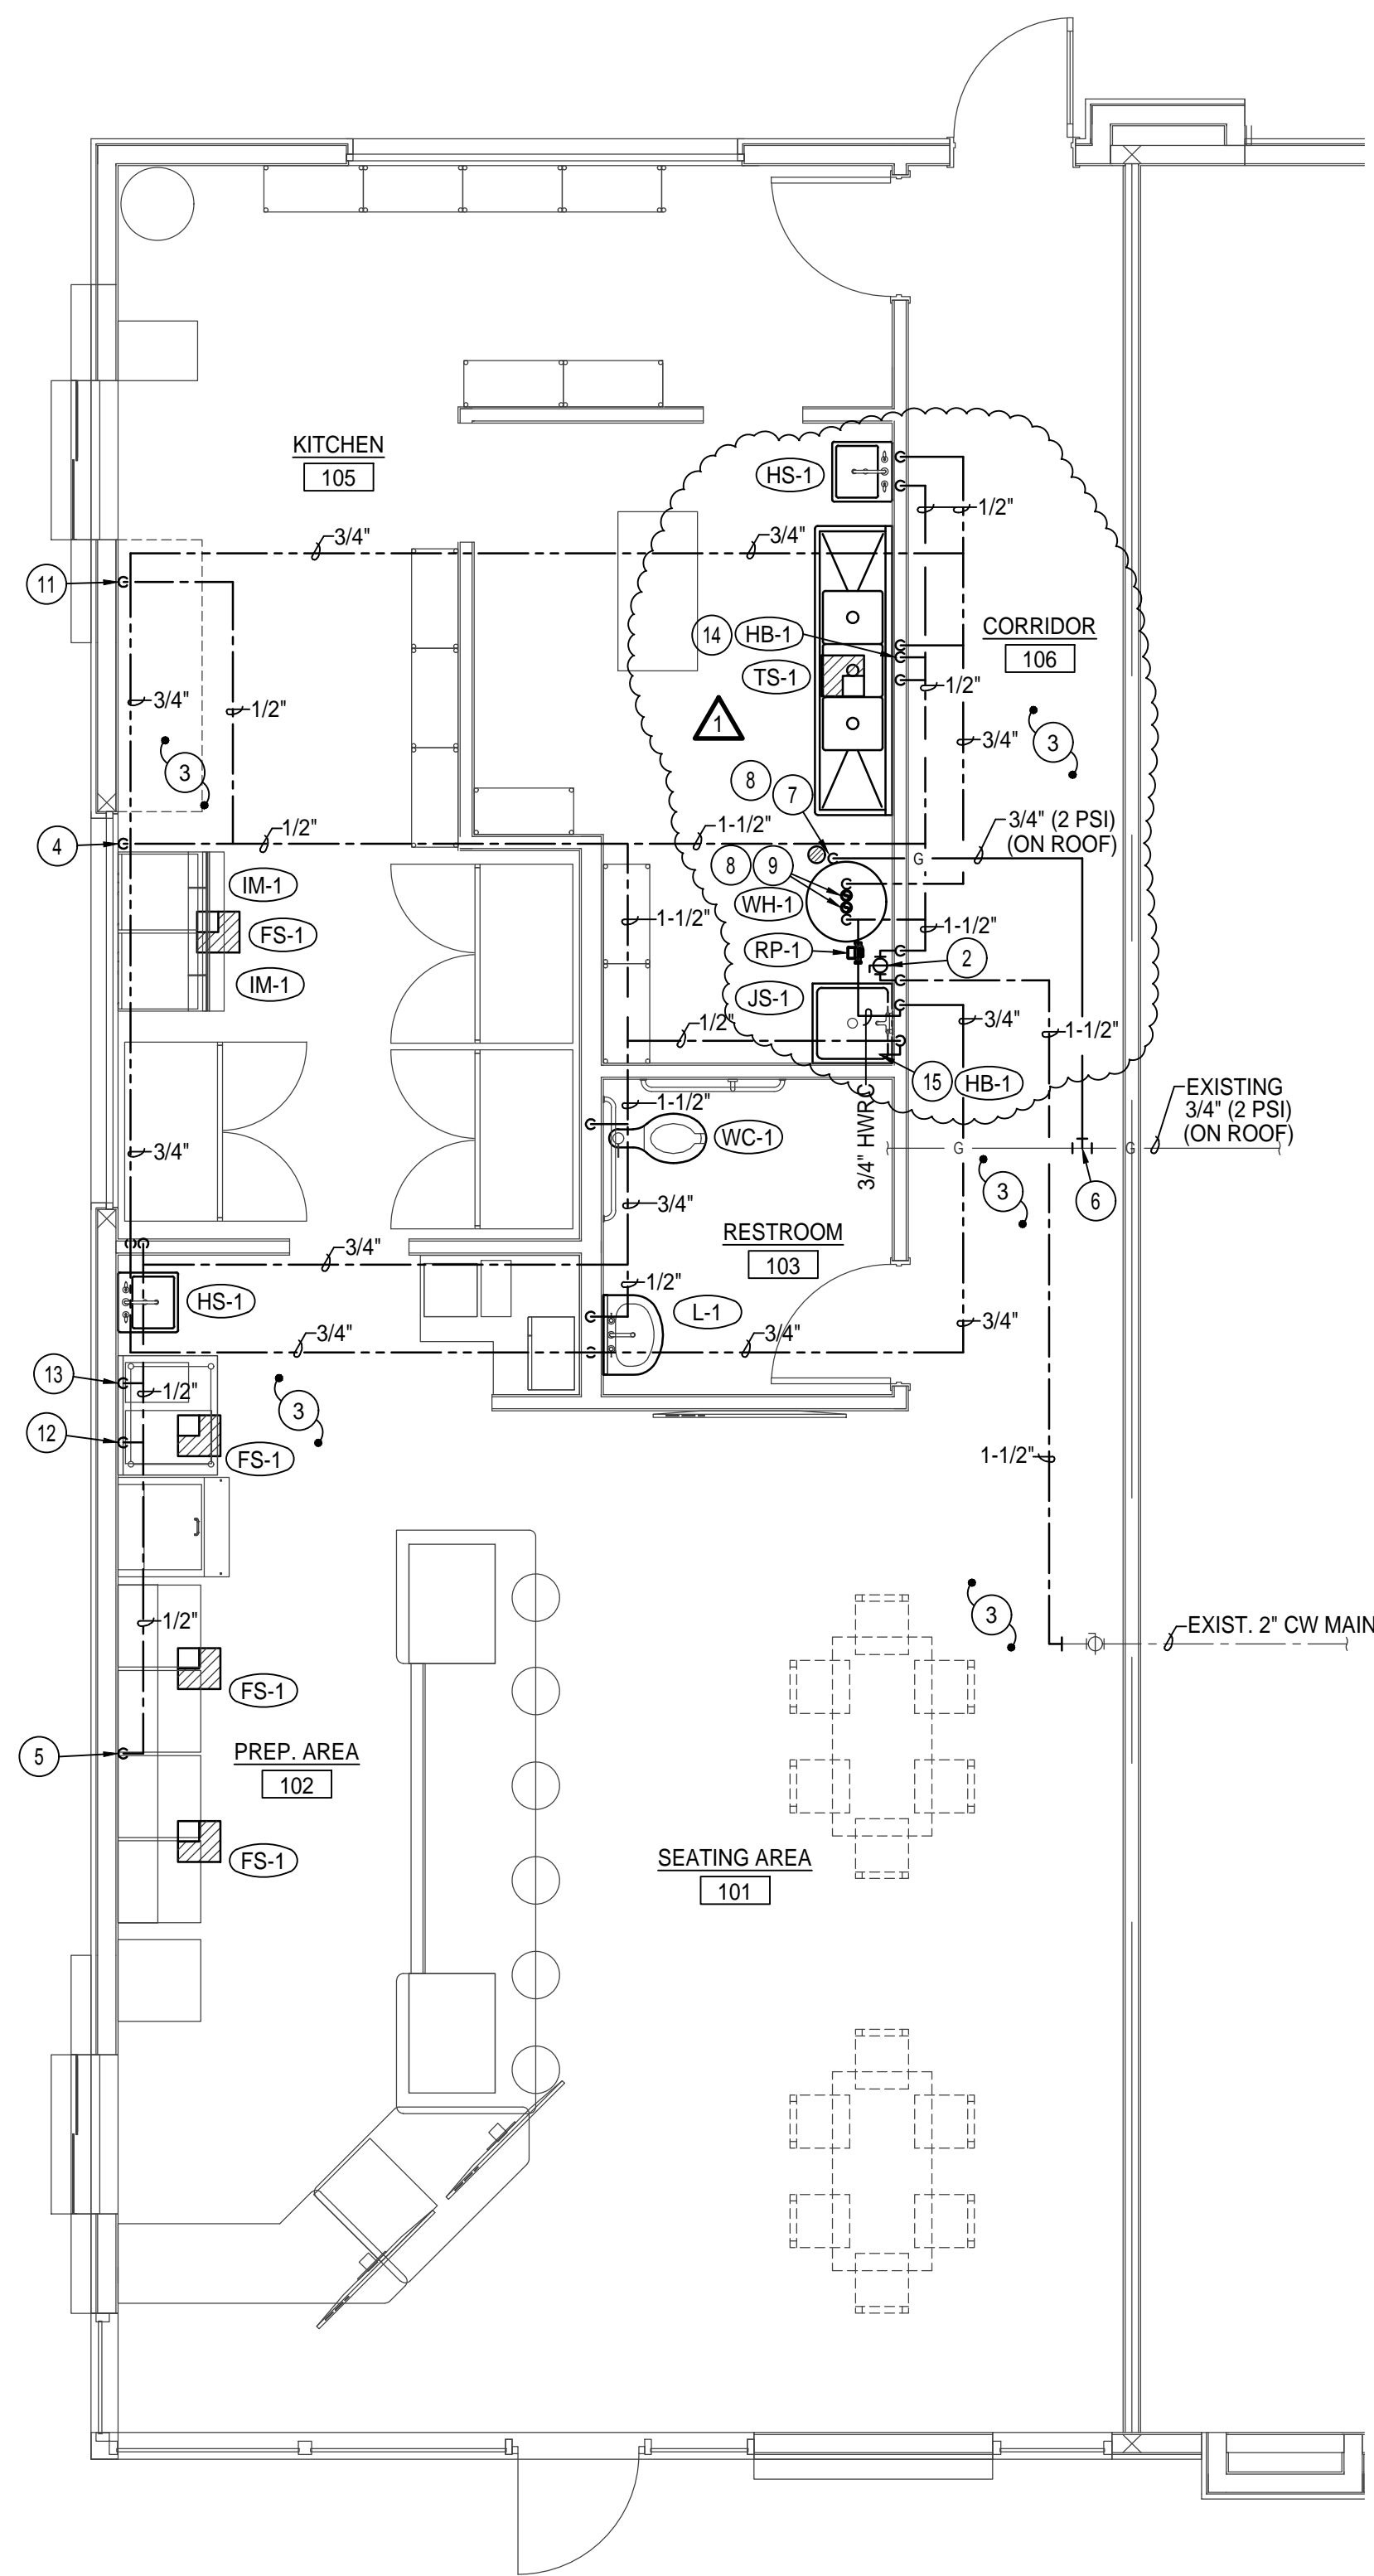 KITCHEN
105
HS-1
1/2"
3/4"
3/4"
11
14
HB-1
CORRIDOR
106
TS-1
1/2"
3/4"
1/2"
1
3
3/4"
3
8
7
3/4" (2 PSI)
(ON ROOF)
4
1/2"
1-1/2"
G
8
9
IM-1
WH-1
1-1/2"
1-1/2"
FS-1
RP-1
2
IM-1
JS-1
3/4"
1/2"
1-1/2"
15
HB-1
EXISTING
3/4" (2 PSI)
(ON ROOF)
1-1/2"
WC-1
3/4" HWRC
3/4"
G
G
3
6
3/4"
RESTROOM
103
3/4"
1/2"
HS-1
L-1
3/4"
3/4"
3/4"
13
1/2"
3
12
FS-1
1-1/2"
1/2"
3
EXIST. 2" CW MAIN
FS-1
5
PREP. AREA
102
FS-1
SEATING AREA
101